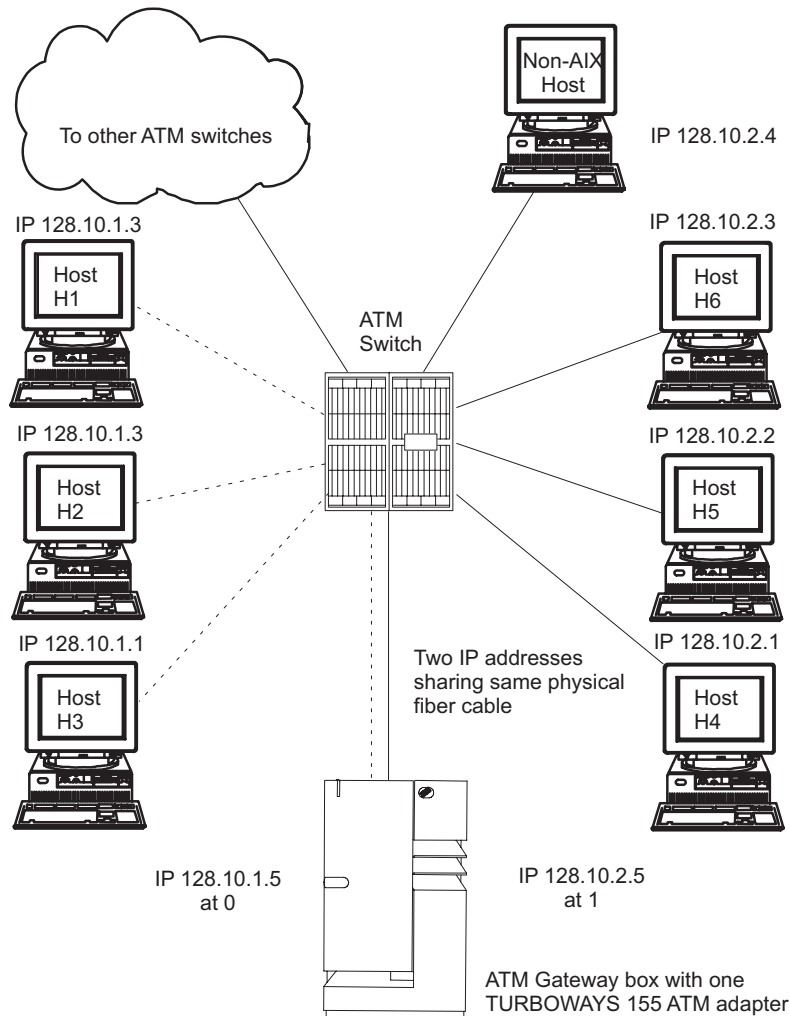 Non-AIX
Host
To other ATM switches
IP 128.10.2.4
IP 128.10.1.3
IP 128.10.2.3
Host
H1
Host
H6
ATM
Switch
IP 128.10.1.3
IP 128.10.2.2
Host
H2
Host
H5
IP 128.10.1.1
IP 128.10.2.1
Host
H3
Two IP addresses
sharing same physical
fiber cable
Host
H4
IP 128.10.1.5
at 0
IP 128.10.2.5
at 1
ATM Gateway box with one
TURBOWAYS 155 ATM adapter